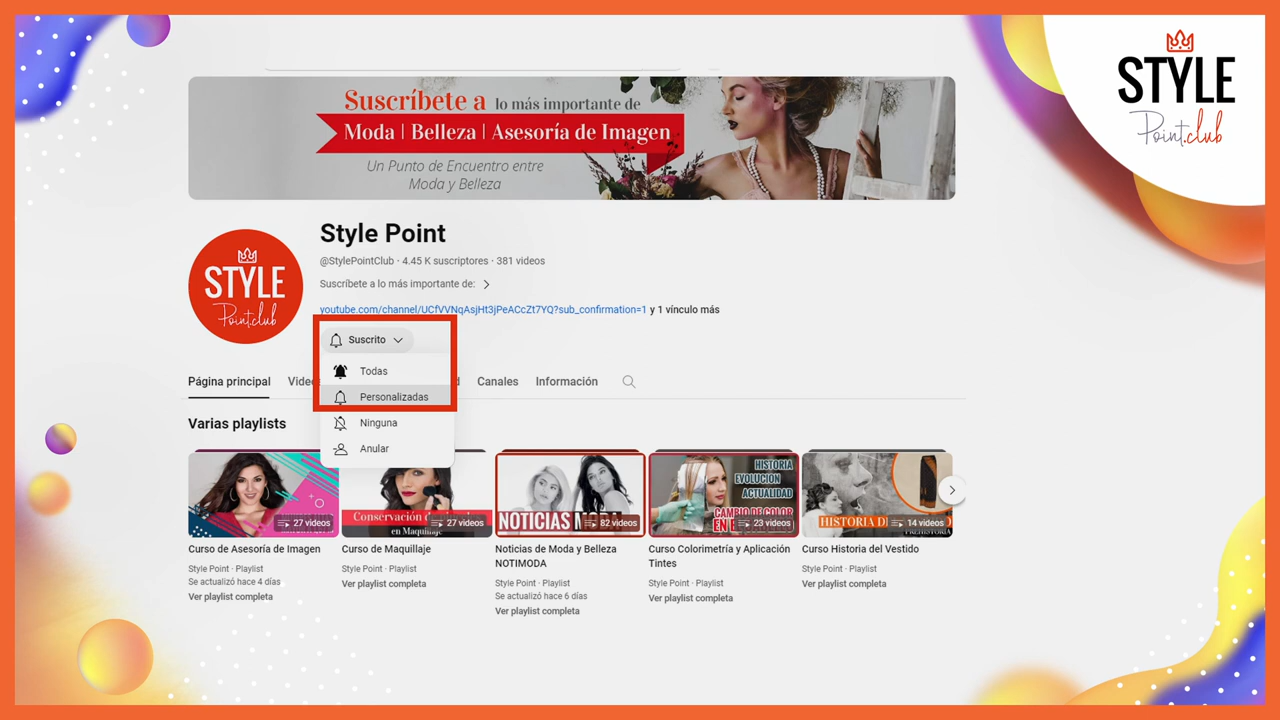 STYLE
Point.club
Suscríbete a lo más importante de
Moda | Belleza | Asesoría de Imagen
Un Punto de Encuentro entre
Moda y Belleza
STYLE
Point.club
Style Point
@StylePointClub · 4.45 K suscriptores · 381 videos
Suscríbete a lo más importante de:
youtube.com/channel/UCfVVNqAsjHt3jPeACcZt7YQ?sub_confirmation=1 y 1 vínculo más
Suscrito
Todas
Personalizadas
Ninguna
Anular
Página principal Canales Información
Varias playlists
27 videos
Conservación
en Maquillaje
27 videos
NOTICIAS
82 videos
HISTORIA
EVOLUCION
ACTUALIDAD
CAMBIO DE COLOR
23 videos
HISTORIA
14 videos
PREHISTORIA
Curso de Asesoría de Imagen
Style Point · Playlist
Se actualizó hace 4 días
Ver playlist completa
Curso de Maquillaje
Style Point · Playlist
Ver playlist completa
Noticias de Moda y Belleza
NOTIMODA
Style Point · Playlist
Se actualizó hace 6 días
Ver playlist completa
Curso Colorimetría y Aplicación
Tintes
Style Point · Playlist
Ver playlist completa
Curso Historia del Vestido
Style Point · Playlist
Ver playlist completa